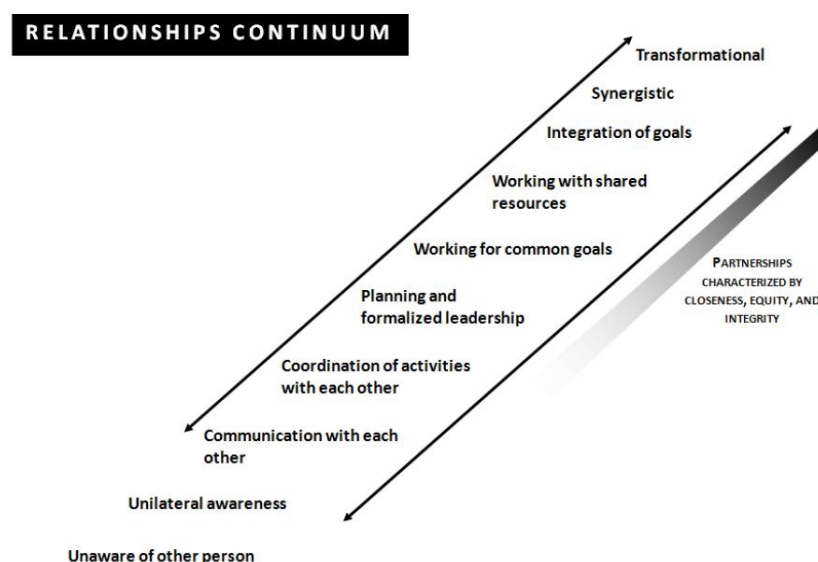 RELATIONSHIPS CONTINUUM
Transformational
Synergistic
Integration of goals
Working with shared
resources
Working for common goals
Planning and
formalized leadership
Coordination of activities
with each other
Communication with each
other
Unilateral awareness
Unaware of other person
PARTNERSHIPS
CHARACTERIZED BY
CLOSENESS, EQUITY, AND
INTEGRITY